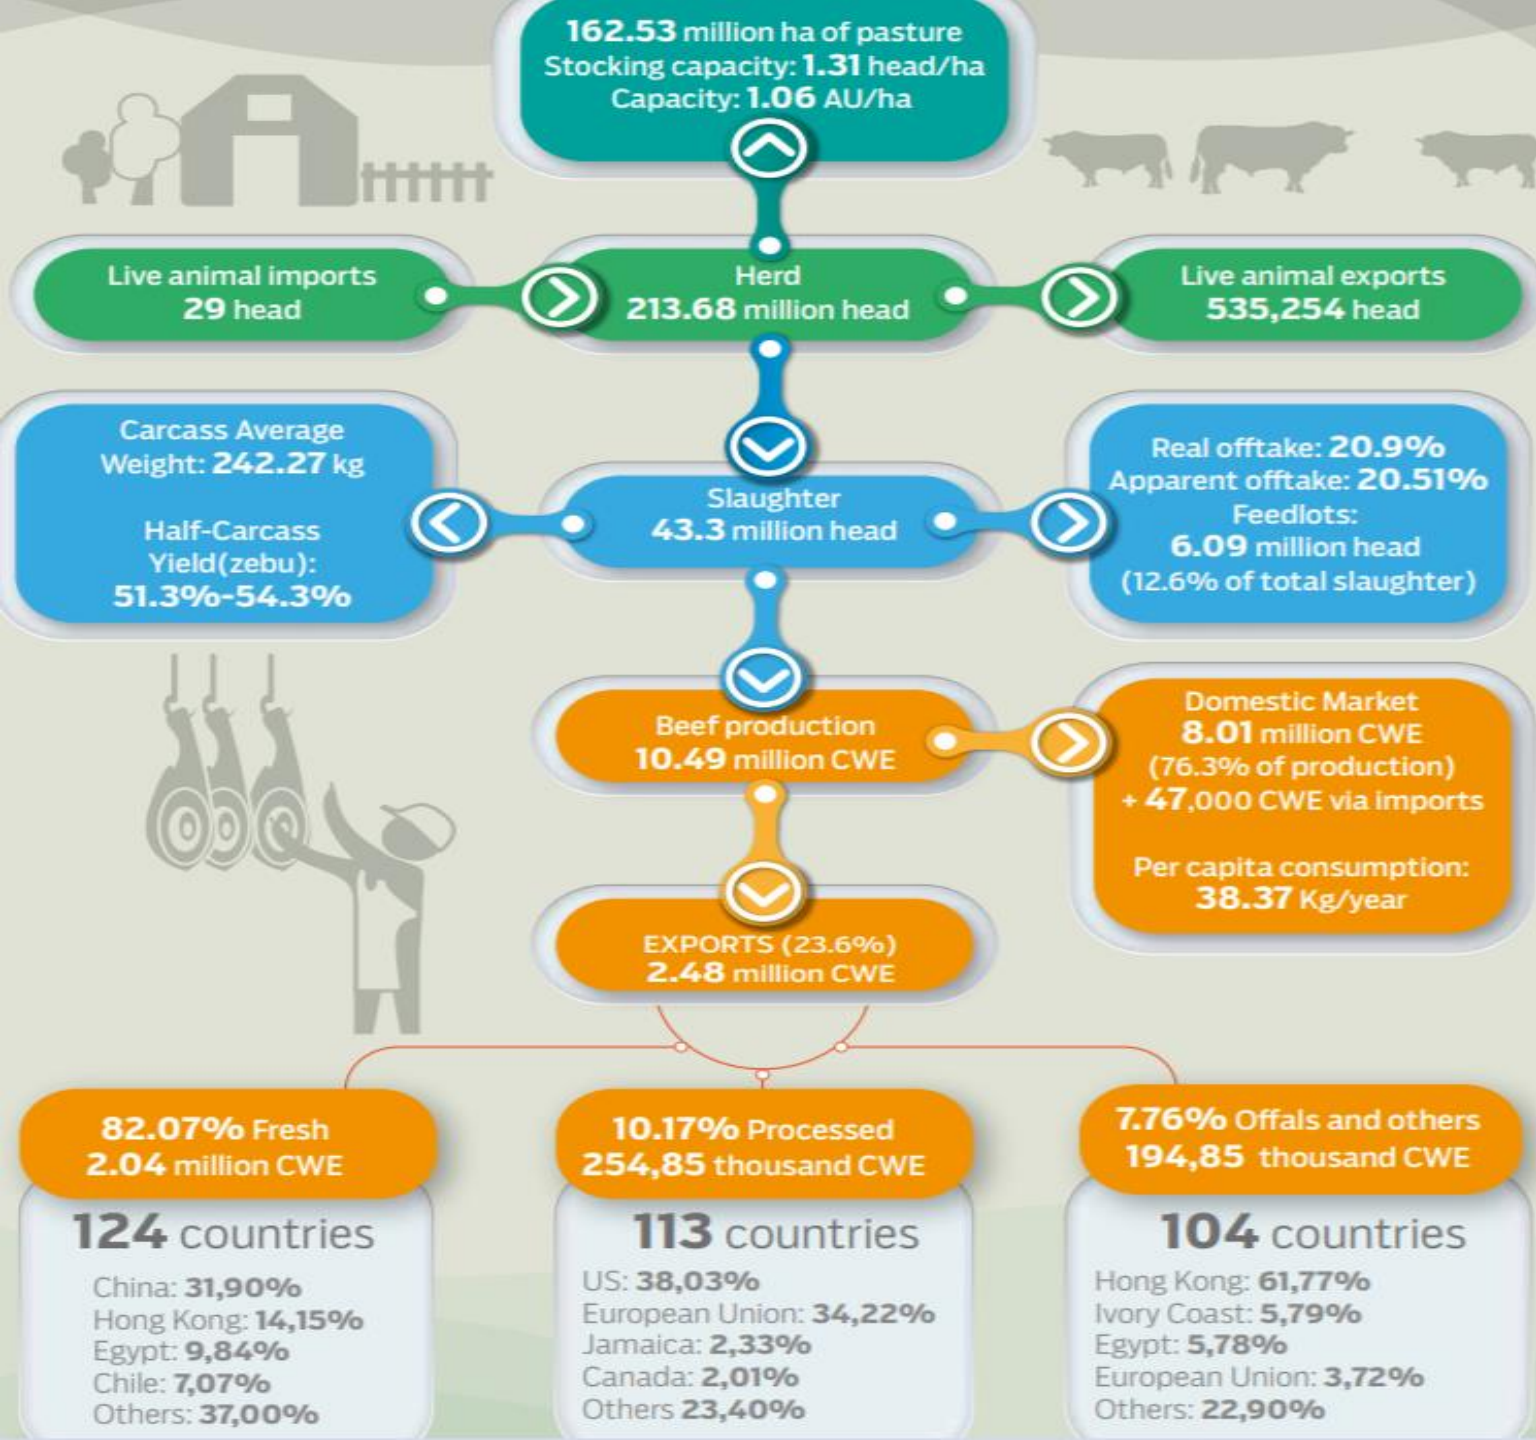 162.53 million ha of pasture
Stocking capacity: 1.31 head/ha
Capacity: 1.06 AU/ha
Live animal imports
29 head
Herd
213.68 million head
Live animal exports
535,254 head
Carcass Average
Weight: 242.27 kg
Half-Carcass
Yield(zebu):
51.3%-54.3%
Slaughter
43.3 million head
Real offtake: 20.9%
Apparent offtake: 20.51%
Feedlots:
6.09 million head
(12.6% of total slaughter)
Beef production
10.49 million CWE
Domestic Market
8.01 million CWE
(76.3% of production)
+ 47,000 CWE via imports
Per capita consumption:
38.37 Kg/year
EXPORTS (23.6%)
2.48 million CWE
82.07% Fresh
2.04 million CWE
124 countries
China: 31,90%
Hong Kong: 14,15%
Egypt: 9,84%
Chile: 7,07%
Others: 37,00%
10.17% Processed
254,85 thousand CWE
113 countries
US: 38,03%
European Union: 34,22%
Jamaica: 2,33%
Canada: 2,01%
Others 23,40%
7.76% Offals and others
194,85 thousand CWE
104 countries
Hong Kong: 61,77%
Ivory Coast: 5,79%
Egypt: 5,78%
European Union: 3,72%
Others: 22,90%